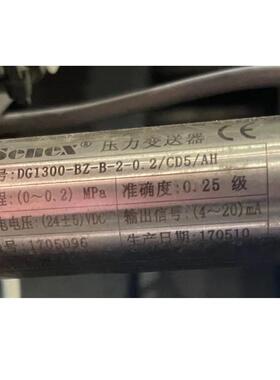 Senex® 压力变送器 CE
号:DG1300-BZ-B-2-0.2/CD5/AH
程:(0~0.2) MPa 准确度:0.25 级
电电压:(24±5)VDC 输出信号:(4~20)mA
号:1705096 生产日期:170510